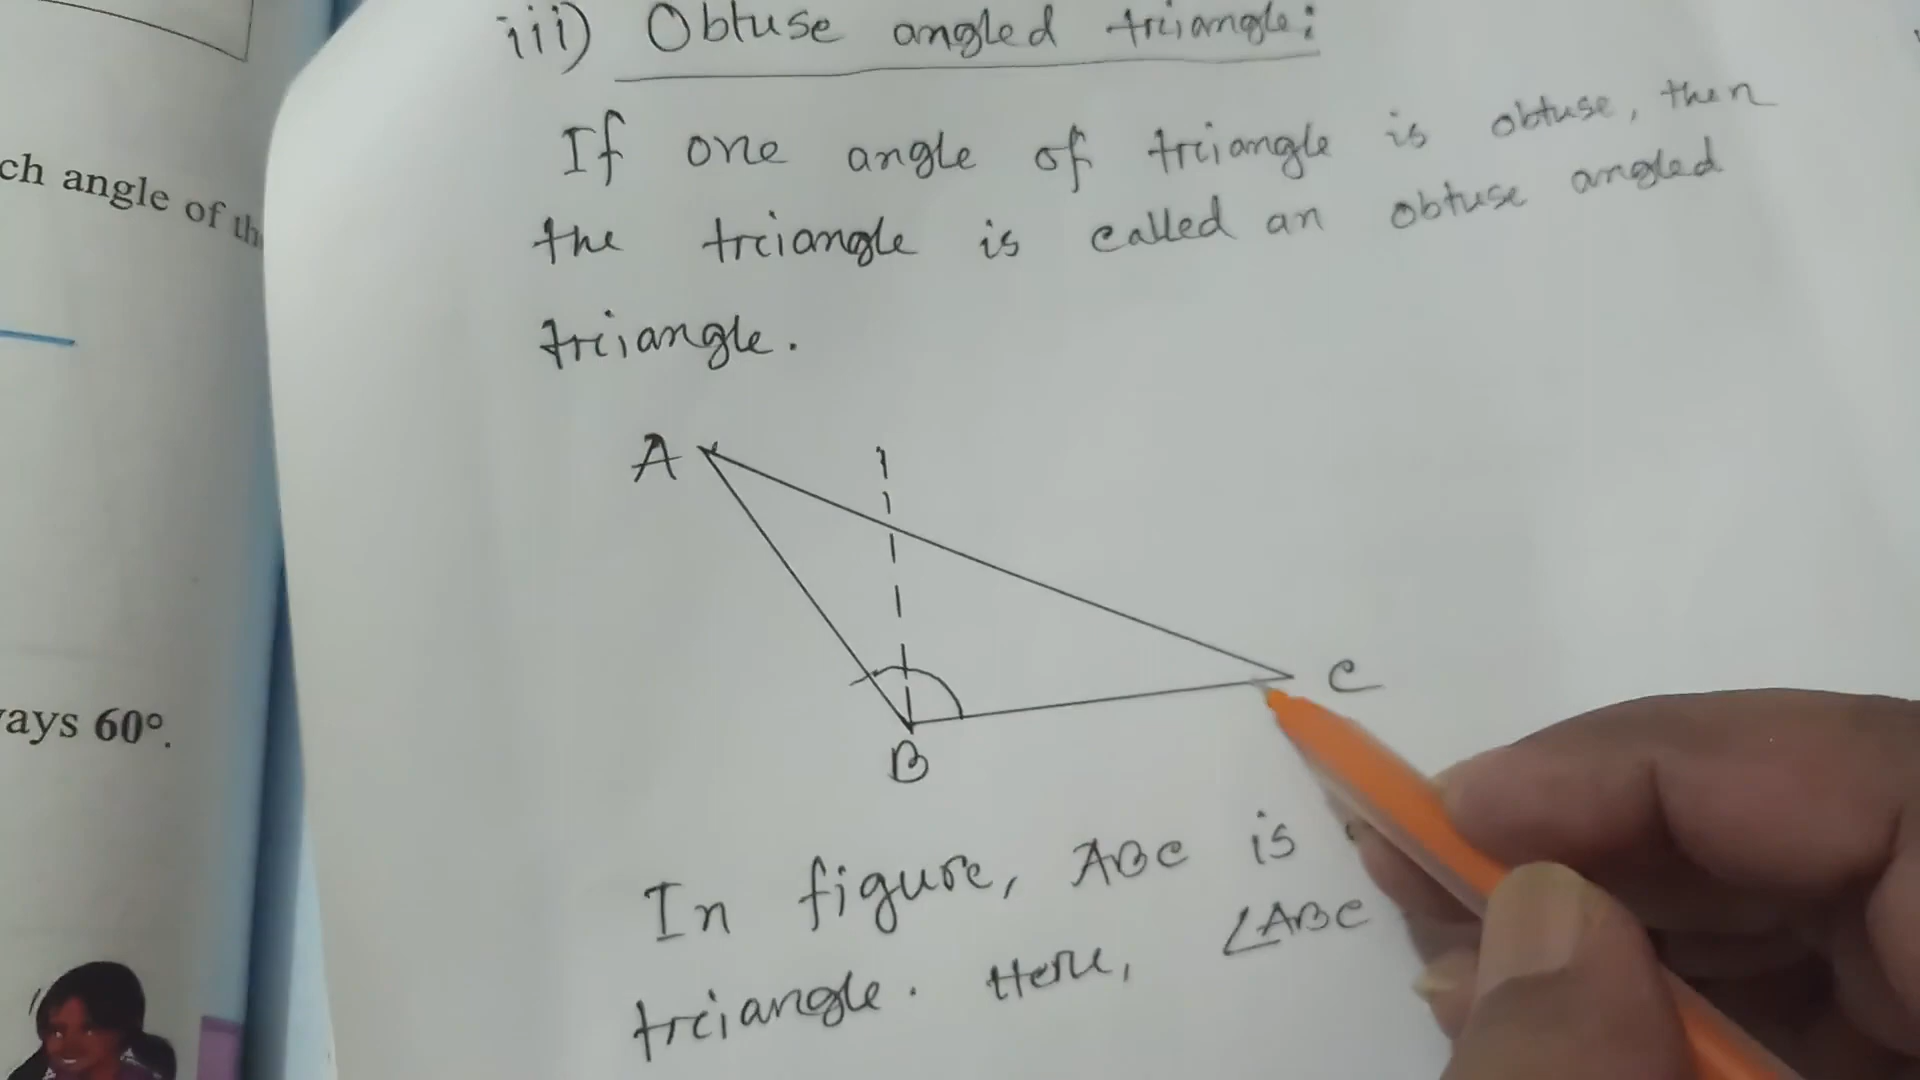 iii) Obtuse angled triangle:
If one angle of triangle is obtuse, then
the triangle is called an obtuse angled
triangle.
A
C
B
In figure, ABC is
triangle. Here, ∠ABC
ch angle of th
ays 60°.